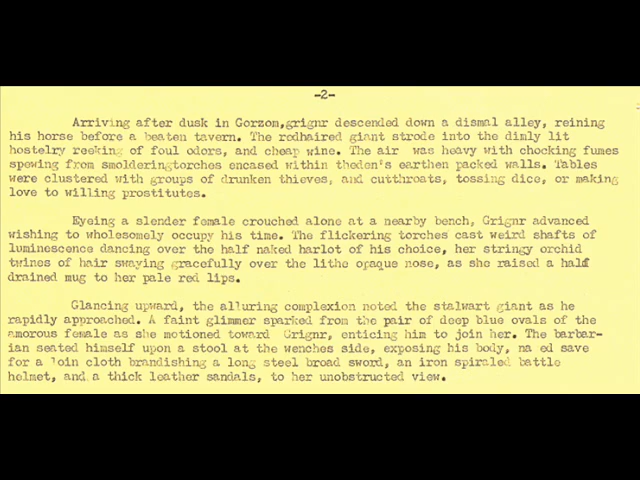 -2-
Arriving after dusk in Gorzom,grignr descended down a dismal alley, reining
his horse before a beaten tavern. The redhaired giant strode into the dimly lit
hostelry reeking of foul odors, and cheap wine. The air was heavy with chocking fumes
spewing from smolderingtorches encased within theden's earthen packed walls. Tables
were clustered with groups of drunken thieves, and cutthroats, tossing dice, or making
love to willing prostitutes.
Eyeing a slender female crouched alone at a nearby bench, Grignr advanced
wishing to wholesomely occupy his time. The flickering torches cast weird shafts of
luminescence dancing over the half naked harlot of his choice, her stringy orchid
twines of hair swaying gracefully over the lithe opaque nose, as she raised a half
drained mug to her pale red lips.
Glancing upward, the alluring complexion noted the stalwart giant as he
rapidly approached. A faint glimmer sparked from the pair of deep blue ovals of the
amorous female as she motioned toward Grignr, enticing him to join her. The barbar-
ian seated himself upon a stool at the wenches side, exposing his body, na ed save
for a loin cloth brandishing a long steel broad sword, an iron spiraled battle
helmet, and a thick leather sandals, to her unobstructed view.